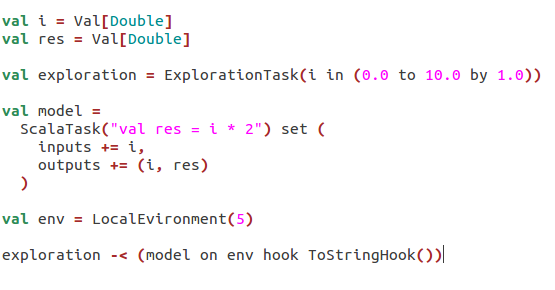 val i = Val[Double]
val res = Val[Double]
val exploration = ExplorationTask(i in (0.0 to 10.0 by 1.0))
val model =
ScalaTask("val res = i * 2") set (
inputs += i,
outputs += (i, res)
)
val env = LocalEvironment(5)
exploration -< (model on env hook ToStringHook())